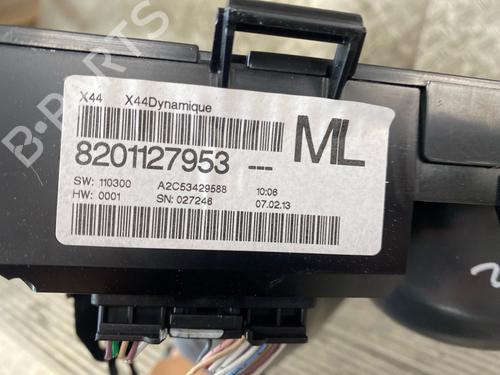 B-PARTS
X44 X44Dynamique
ML
8201127953 ---
SW: 110300 A2C53429588 10:06
HW: 0001 SN: 027246 07.02.13